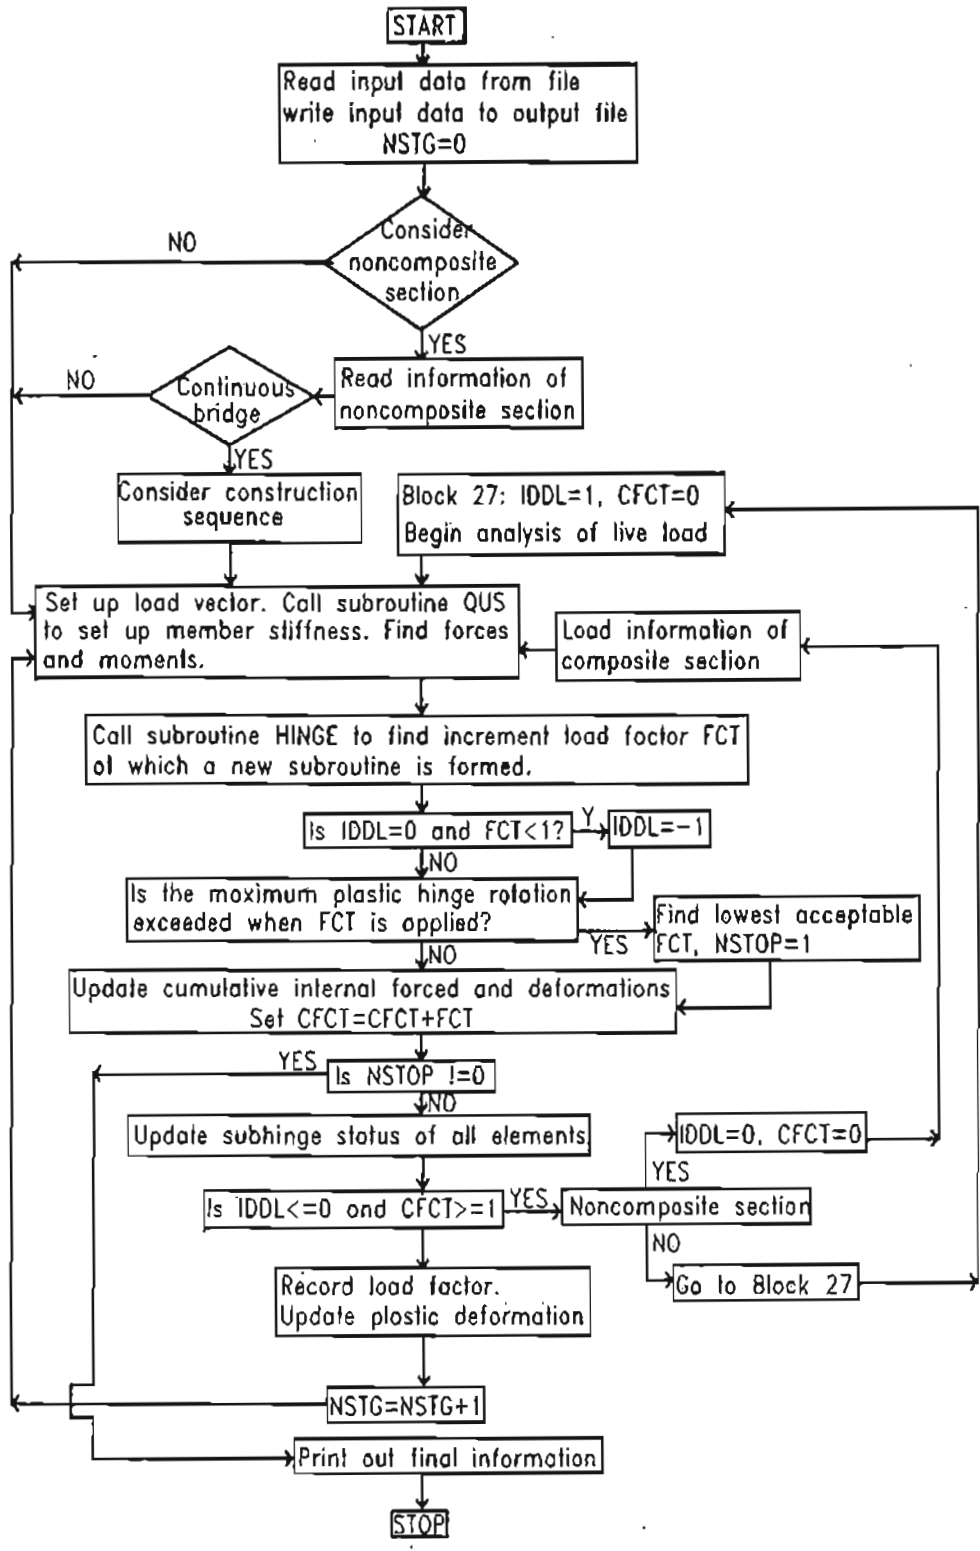 START
Read input data from file
write input data to output file
NSTG=0
Consider
noncomposite
section
NO
YES
Read information of
noncomposite section
Continuous
bridge
NO
YES
Consider construction
sequence
Block 27: IDDL=1, CFCT=0
Begin analysis of live load
Set up load vector. Call subroutine QUS
to set up member stiffness. Find forces
and moments.
Load information of
composite section
Call subroutine HINGE to find increment load factor FCT
of which a new subroutine is formed.
Is IDDL=0 and FCT<1?
Y
IDDL=-1
NO
Is the maximum plastic hinge rotation
exceeded when FCT is applied?
YES
Find lowest acceptable
FCT, NSTOP=1
NO
Update cumulative internal forced and deformations
Set CFCT=CFCT+FCT
YES
Is NSTOP !=0
NO
Update subhinge status of all elements
IDDL=0, CFCT=0
YES
Is IDDL<=0 and CFCT>=1
YES
Noncomposite section
NO
Go to Block 27
Record load factor.
Update plastic deformation
NSTG=NSTG+1
Print out final information
STOP